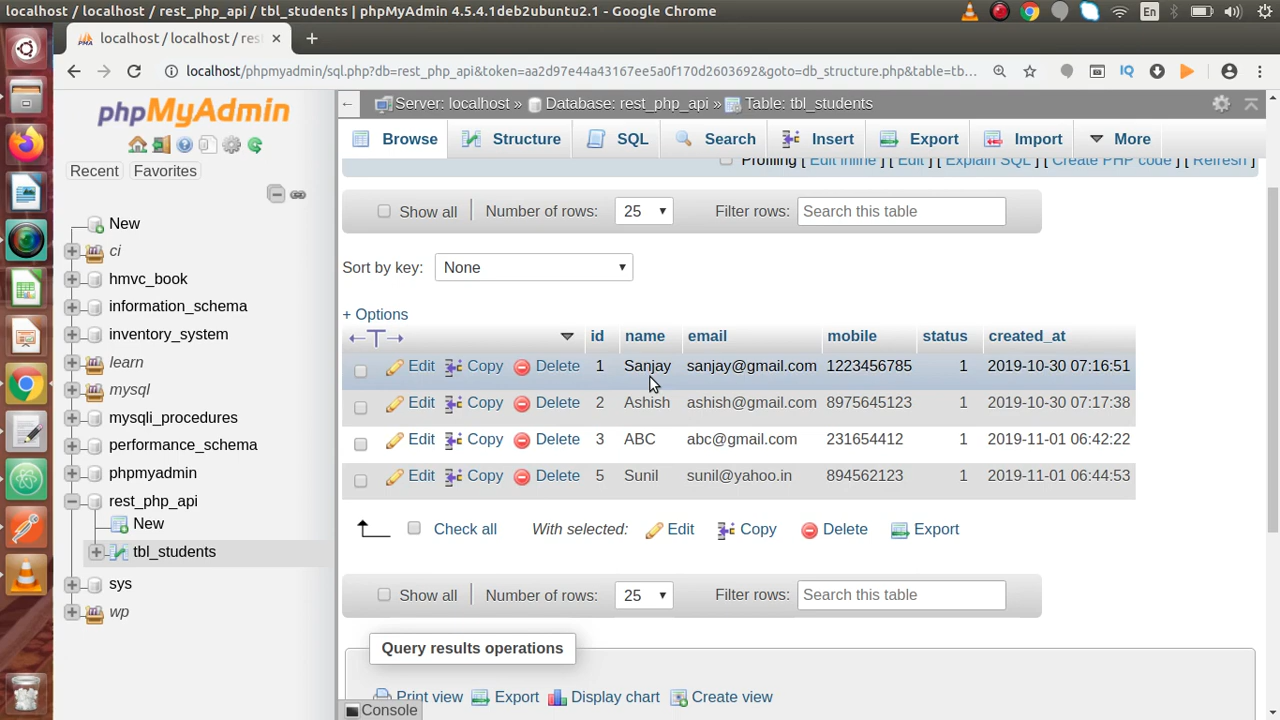 localhost / localhost / rest_php_api / tbl_students | phpMyAdmin 4.5.4.1deb2ubuntu2.1 - Google Chrome
En
localhost / localhost / res
localhost/phpmyadmin/sql.php?db=rest_php_api&token=aa2d97e44a43167ee5a0f170d2603692&goto=db_structure.php&table=tb...
phpMyAdmin
Recent Favorites
New
ci
hmvc_book
information_schema
inventory_system
learn
mysql
mysqli_procedures
performance_schema
phpmyadmin
rest_php_api
New
tbl_students
sys
wp
Server: localhost » Database: rest_php_api » Table: tbl_students
Browse Structure SQL Search Insert Export Import More
Profiling [ Edit inline ] [ Edit ] [ Explain SQL ] [ Create PHP code ] [ Refresh ]
Show all Number of rows: 25 Filter rows: Search this table
Sort by key: None
+ Options
id name email mobile status created_at
Edit Copy Delete 1 Sanjay sanjay@gmail.com 1223456785 1 2019-10-30 07:16:51
Edit Copy Delete 2 Ashish ashish@gmail.com 8975645123 1 2019-10-30 07:17:38
Edit Copy Delete 3 ABC abc@gmail.com 231654412 1 2019-11-01 06:42:22
Edit Copy Delete 5 Sunil sunil@yahoo.in 894562123 1 2019-11-01 06:44:53
Check all With selected: Edit Copy Delete Export
Show all Number of rows: 25 Filter rows: Search this table
Query results operations
Print view Export Display chart Create view
Console